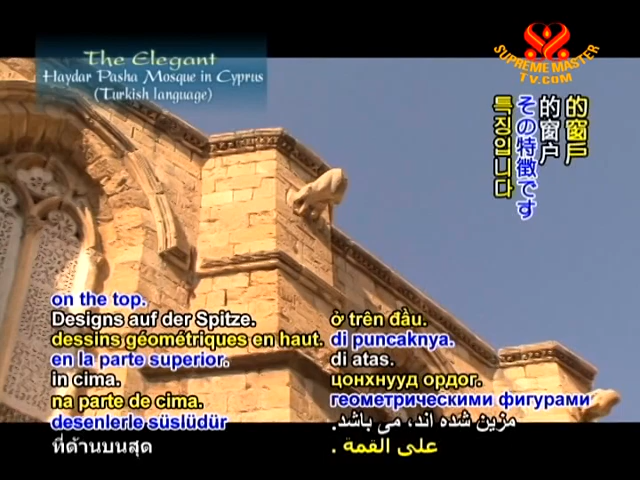 The Elegant
Haydar Pasha Mosque in Cyprus
(Turkish language)
SUPREME MASTER
TV.COM
的窗戶
的窗户
その特徴です
특징입니다
on the top.
Designs auf der Spitze.
dessins géométriques en haut.
en la parte superior.
in cima.
na parte de cima.
desenlerle süslüdür
ที่ด้านบนสุด
ở trên đầu.
di puncaknya.
di atas.
цонхнууд ордог.
геометрическими фигурами
مزین شده اند، می باشد.
على القمة .